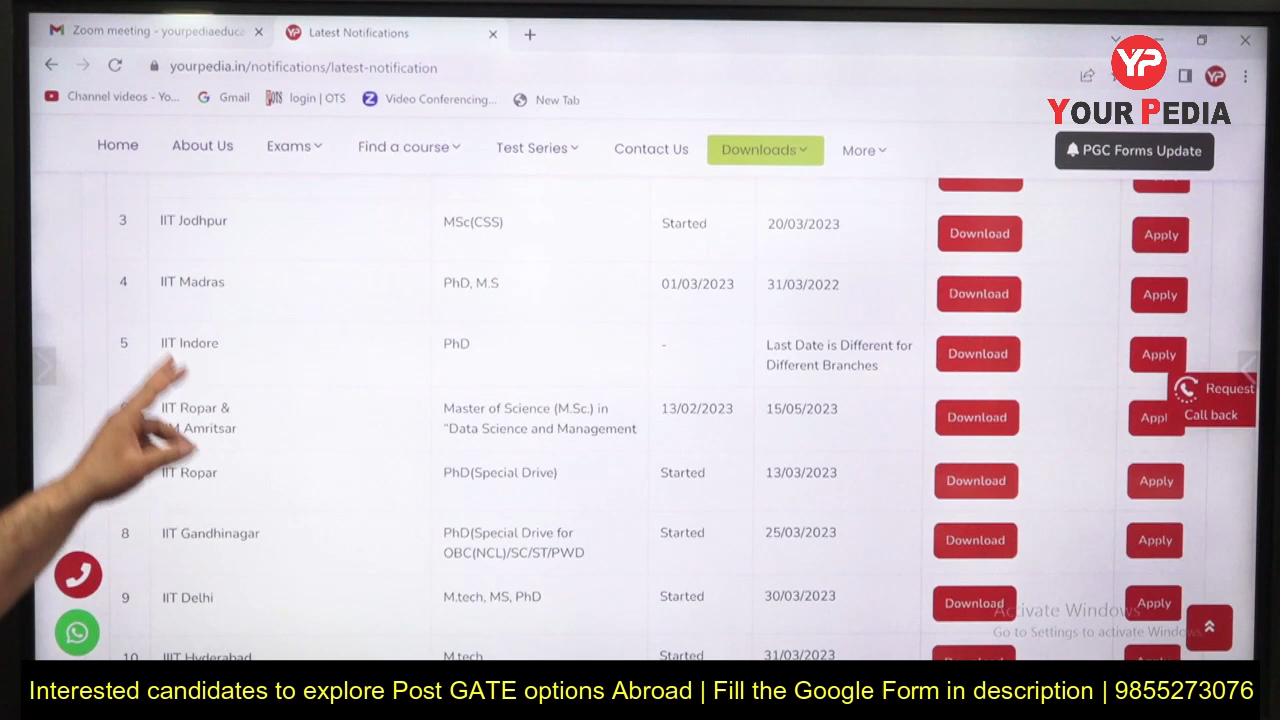 Zoom meeting - yourpediaeduca
Latest Notifications
yourpedia.in/notifications/latest-notification
Channel videos - Yo...
Gmail
login | OTS
Video Conferencing...
New Tab
YP
YOUR PEDIA
Home
About Us
Exams
Find a course
Test Series
Contact Us
Downloads
More
PGC Forms Update
3 IIT Jodhpur MSc(CSS) Started 20/03/2023 Download Apply
4 IIT Madras PhD, M.S 01/03/2023 31/03/2022 Download Apply
5 IIT Indore PhD - Last Date is Different for
Different Branches Download Apply
Request
Call back
IIT Ropar & Master of Science (M.Sc.) in 13/02/2023 15/05/2023 Download Appl
M Amritsar "Data Science and Management
IIT Ropar PhD(Special Drive) Started 13/03/2023 Download Apply
8 IIT Gandhinagar PhD(Special Drive for Started 25/03/2023 Download Apply
OBC(NCL)/SC/ST/PWD
9 IIT Delhi M.tech, MS, PhD Started 30/03/2023 Download Apply
Activate Windows
Go to Settings to activate Windows.
10 IIIT Hyderabad M.tech Started 31/03/2023
Interested candidates to explore Post GATE options Abroad | Fill the Google Form in description | 9855273076